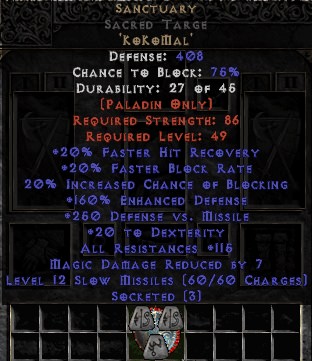 Sanctuary
Sacred Targe
'KoKoMal'
Defense: 408
Chance to Block: 75%
Durability: 27 of 45
(Paladin Only)
Required Strength: 86
Required Level: 49
+20% Faster Hit Recovery
+20% Faster Block Rate
20% Increased Chance of Blocking
+160% Enhanced Defense
+250 Defense vs. Missile
+20 to Dexterity
All Resistances +115
Magic Damage Reduced by 7
Level 12 Slow Missiles (60/60 Charges)
Socketed (3)